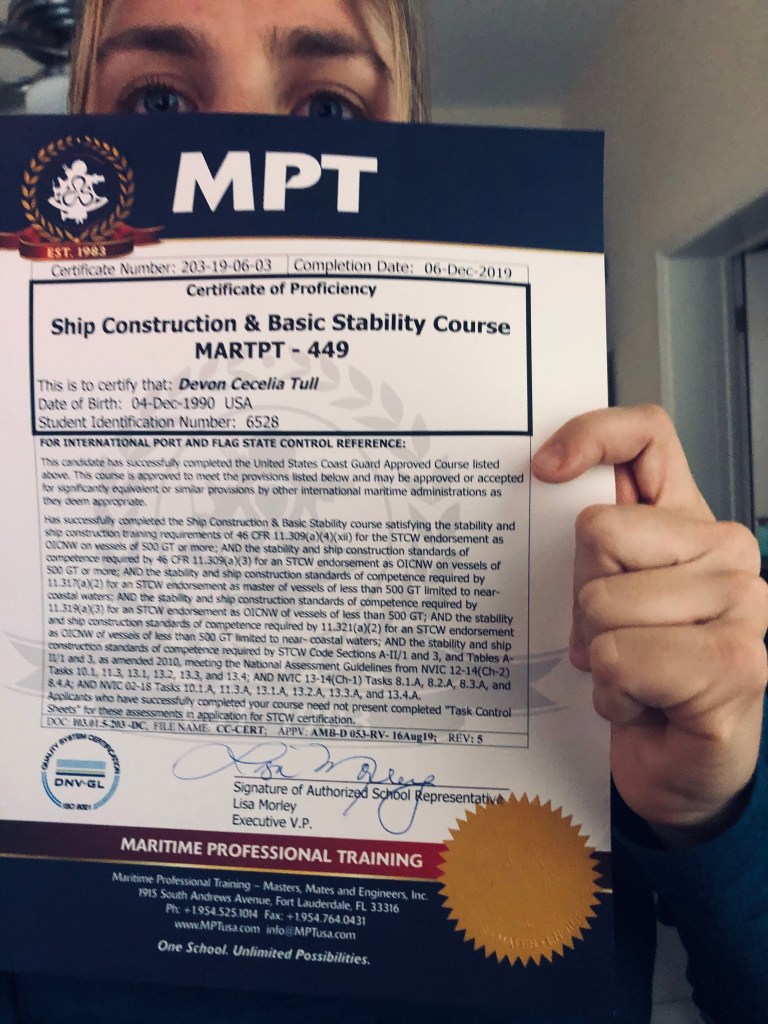 MPT
EST. 1983
Certificate Number: 203-19-06-03 Completion Date: 06-Dec-2019
Certificate of Proficiency
Ship Construction & Basic Stability Course
MARTPT - 449
This is to certify that: Devon Cecelia Tull
Date of Birth: 04-Dec-1990 USA
Student Identification Number: 6528
FOR INTERNATIONAL PORT AND FLAG STATE CONTROL REFERENCE:
This candidate has successfully completed the United States Coast Guard Approved Course listed
above. This course is approved to meet the provisions listed below and may be approved or accepted
for significantly equivalent or similar provisions by other international maritime administrations as
they deem appropriate.
Has successfully completed the Ship Construction & Basic Stability course satisfying the stability and
ship construction training requirements of 46 CFR 11.309(a)(4)(xii) for the STCW endorsement as
OICNW on vessels of 500 GT or more; AND the stability and ship construction standards of
competence required by 46 CFR 11.309(a)(3) for an STCW endorsement as OICNW on vessels of
500 GT or more; AND the stability and ship construction standards of competence required by
11.317(a)(2) for an STCW endorsement as master of vessels of less than 500 GT limited to near-
coastal waters; AND the stability and ship construction standards of competence required by
11.319(a)(3) for an STCW endorsement as OICNW of vessels of less than 500 GT; AND the stability
and ship construction standards of competence required by 11.321(a)(2) for an STCW endorsement
as OICNW of vessels of less than 500 GT limited to near- coastal waters; AND the stability and ship
construction standards of competence required by STCW Code Sections A-II/1 and 3, and Tables A-
II/1 and 3, as amended 2010, meeting the National Assessment Guidelines from NVIC 12-14(Ch-2)
Tasks 10.1, 11.3, 13.1, 13.2, 13.3, and 13.4; AND NVIC 13-14(Ch-1) Tasks 8.1.A, 8.2.A, 8.3.A, and
8.4.A; AND NVIC 02-18 Tasks 10.1.A, 11.3.A, 13.1.A, 13.2.A, 13.3.A, and 13.4.A.
Applicants who have successfully completed your course need not present completed "Task Control
Sheets" for these assessments in application for STCW certification.
DOC: 103.01.5-203 -DC, FILE NAME: CC-CERT; APPV: AMB-D 053-RV- 16Aug19; REV: 5
QUALITY SYSTEM CERTIFICATION
DNV·GL
ISO 9001
Lisa Morley
Signature of Authorized School Representative
Lisa Morley
Executive V.P.
MARITIME PROFESSIONAL TRAINING
Maritime Professional Training – Masters, Mates and Engineers, Inc.
1915 South Andrews Avenue, Fort Lauderdale, FL 33316
Ph: +1.954.525.1014 Fax: +1.954.764.0431
www.MPTusa.com info@MPTusa.com
One School. Unlimited Possibilities.